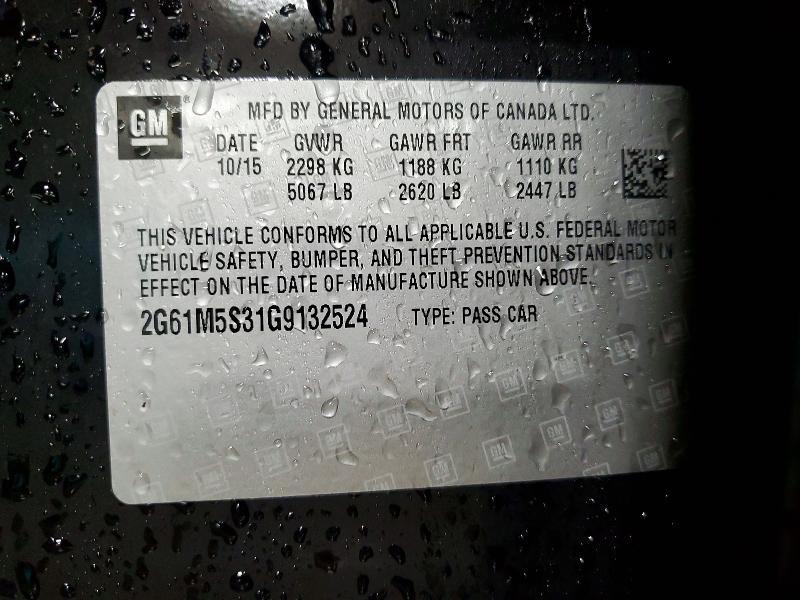 GM ®
MFD BY GENERAL MOTORS OF CANADA LTD.
DATE GVWR GAWR FRT GAWR RR
10/15 2298 KG 1188 KG 1110 KG
5067 LB 2620 LB 2447 LB
THIS VEHICLE CONFORMS TO ALL APPLICABLE U.S. FEDERAL MOTOR
VEHICLE SAFETY, BUMPER, AND THEFT PREVENTION STANDARDS IN
EFFECT ON THE DATE OF MANUFACTURE SHOWN ABOVE.
2G61M5S31G9132524 TYPE: PASS CAR